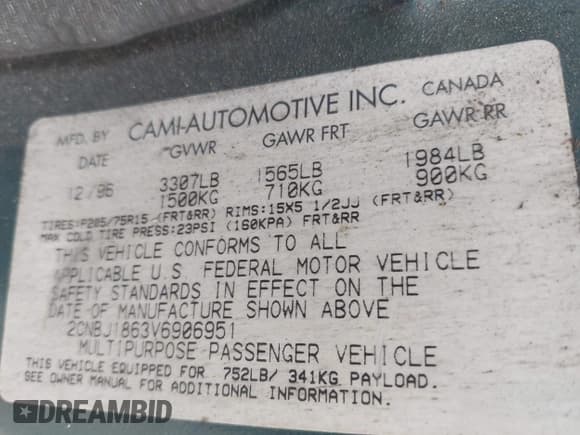 MFD. BY CAMI-AUTOMOTIVE INC. CANADA
DATE GVWR GAWR FRT GAWR RR
12/96 3307LB 1565LB 1984LB
1500KG 710KG 900KG
TIRES:P205/75R15 (FRT&RR) RIMS:15X5 1/2JJ (FRT&RR)
MAX COLD TIRE PRESS:23PSI (160KPA) FRT&RR
THIS VEHICLE CONFORMS TO ALL
APPLICABLE U.S. FEDERAL MOTOR VEHICLE
SAFETY STANDARDS IN EFFECT ON THE
DATE OF MANUFACTURE SHOWN ABOVE
2CNBJ1863V6906951
MULTIPURPOSE PASSENGER VEHICLE
THIS VEHICLE EQUIPPED FOR 752LB/ 341KG PAYLOAD.
SEE OWNER MANUAL FOR ADDITIONAL INFORMATION.
DREAMBID